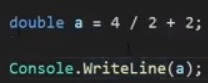 double a = 4 / 2 + 2;
Console.WriteLine(a);